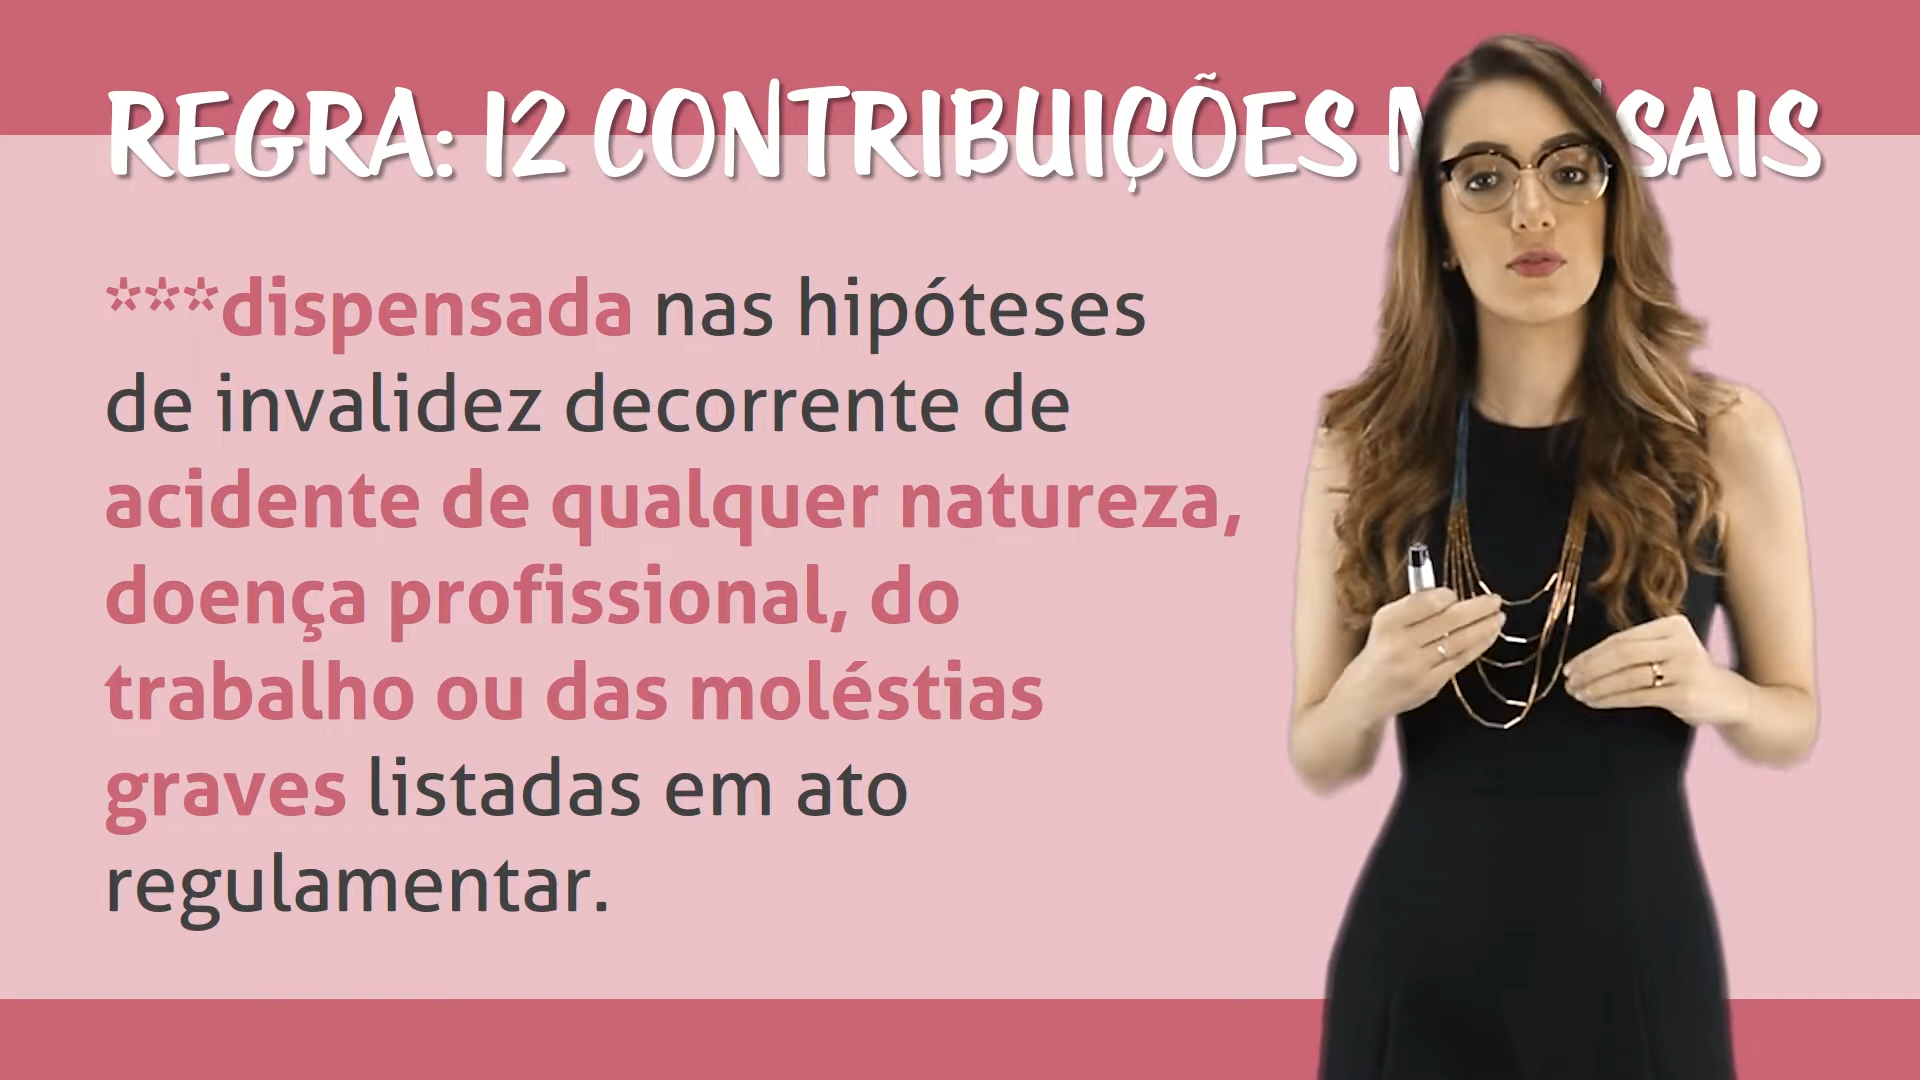 REGRA: 12 CONTRIBUIÇÕES
***dispensada nas hipóteses
de invalidez decorrente de
acidente de qualquer natureza,
doença profissional, do
trabalho ou das moléstias
graves listadas em ato
regulamentar.